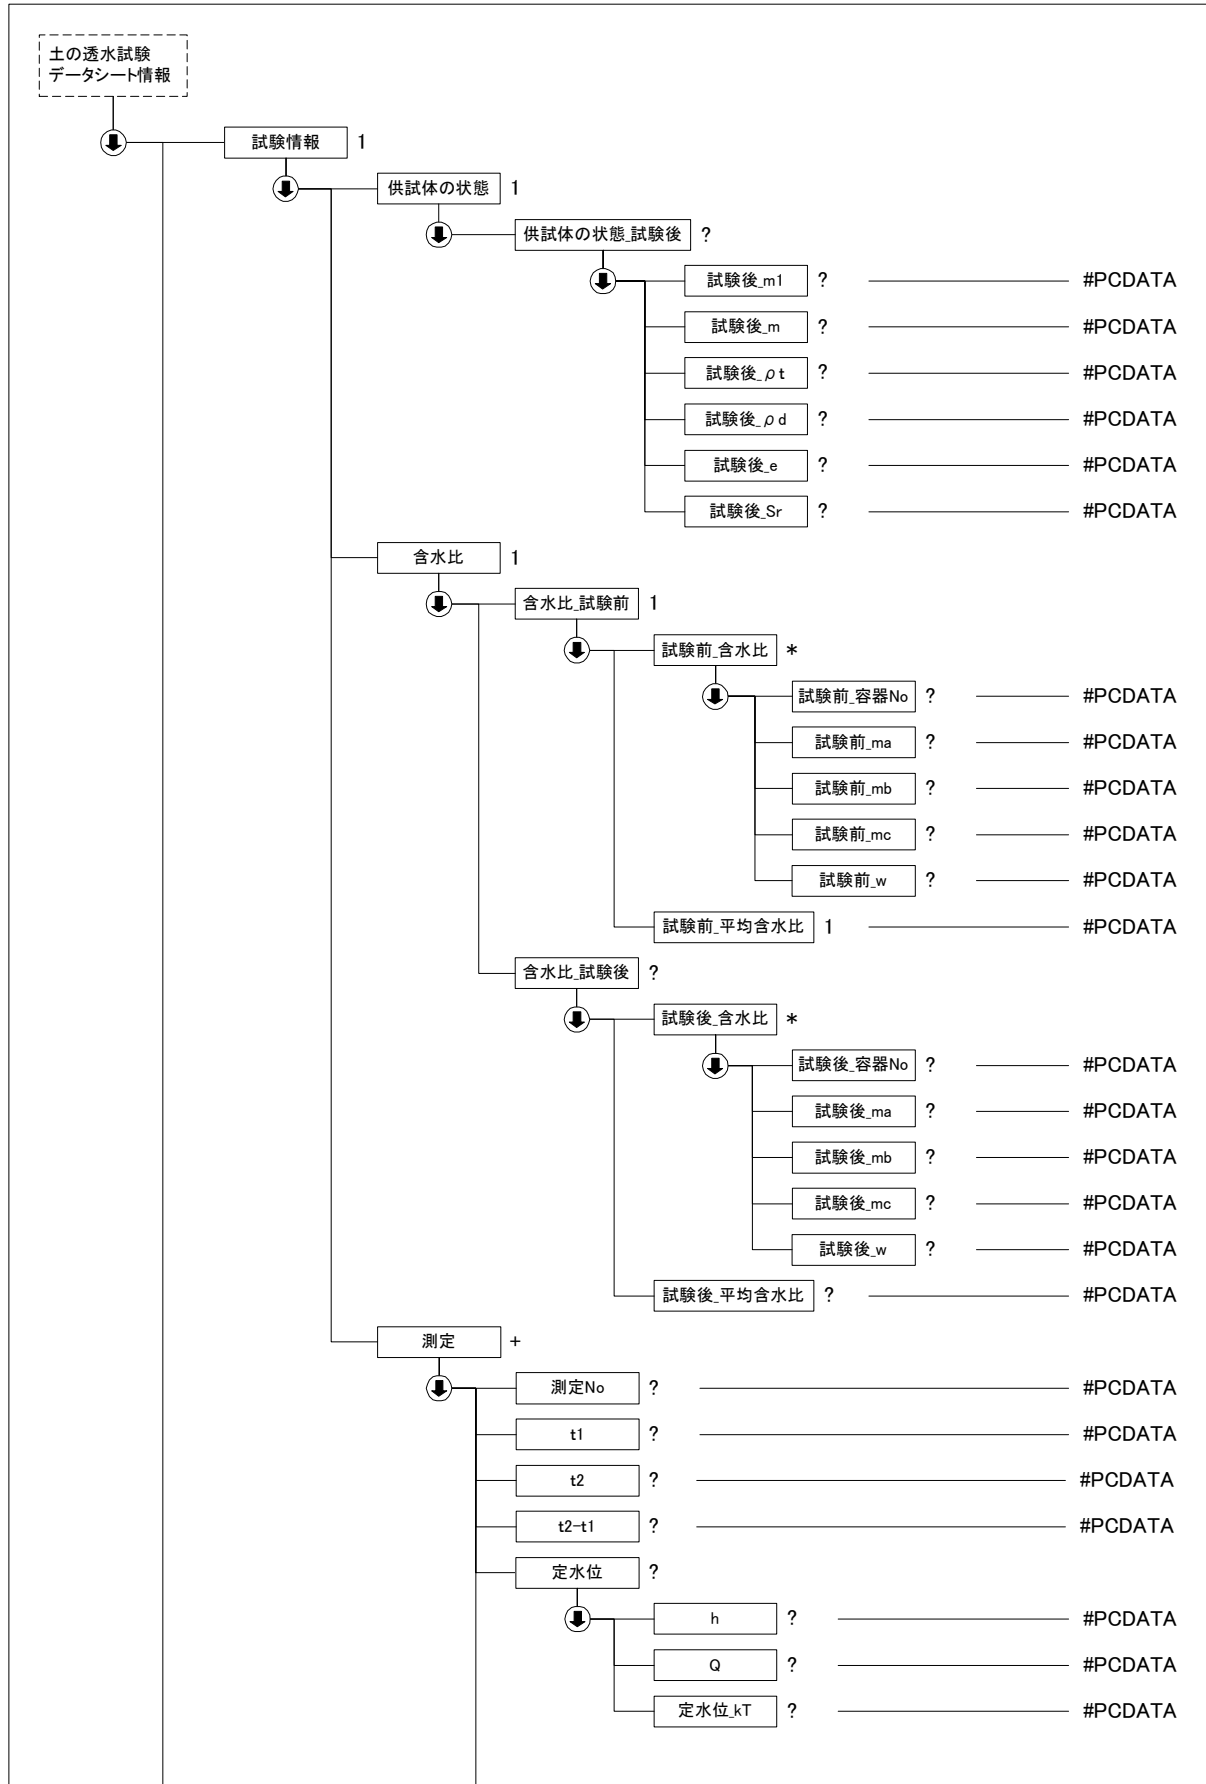 土の透水試験
データシート情報
試験情報 1
供試体の状態 1
供試体の状態_試験後 ?
試験後_m1 ? #PCDATA
試験後_m ? #PCDATA
試験後_ρt ? #PCDATA
試験後_ρd ? #PCDATA
試験後_e ? #PCDATA
試験後_Sr ? #PCDATA
含水比 1
含水比_試験前 1
試験前_含水比 *
試験前_容器No ? #PCDATA
試験前_ma ? #PCDATA
試験前_mb ? #PCDATA
試験前_mc ? #PCDATA
試験前_w ? #PCDATA
試験前_平均含水比 1 #PCDATA
含水比_試験後 ?
試験後_含水比 *
試験後_容器No ? #PCDATA
試験後_ma ? #PCDATA
試験後_mb ? #PCDATA
試験後_mc ? #PCDATA
試験後_w ? #PCDATA
試験後_平均含水比 ? #PCDATA
測定 +
測定No ? #PCDATA
t1 ? #PCDATA
t2 ? #PCDATA
t2-t1 ? #PCDATA
定水位 ?
h ? #PCDATA
Q ? #PCDATA
定水位_kT ? #PCDATA